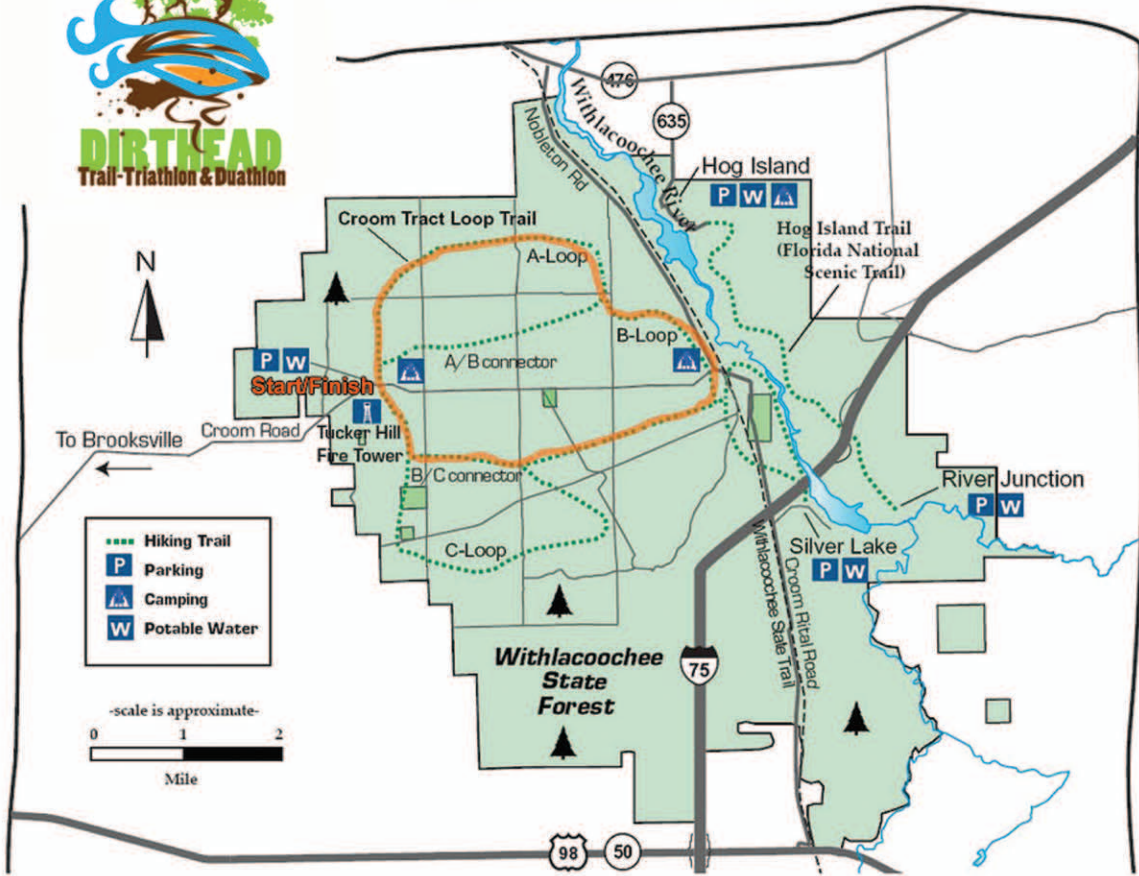 DIRTHEAD
Trail-Triathlon & Duathlon
476
635
Withlacoochee River
Nobleton Rd
Hog Island
P W
Hog Island Trail
(Florida National
Scenic Trail)
Croom Tract Loop Trail
A-Loop
N
B-Loop
A/B connector
P W
Start/Finish
Tucker Hill
Fire Tower
Croom Road
To Brooksville
B/C connector
C-Loop
River Junction
P W
Silver Lake
P W
Hiking Trail
P Parking
Camping
W Potable Water
Withlacoochee State Trail
Croom Rital Road
Withlacoochee
State
Forest
75
-scale is approximate-
0 1 2
Mile
98
50